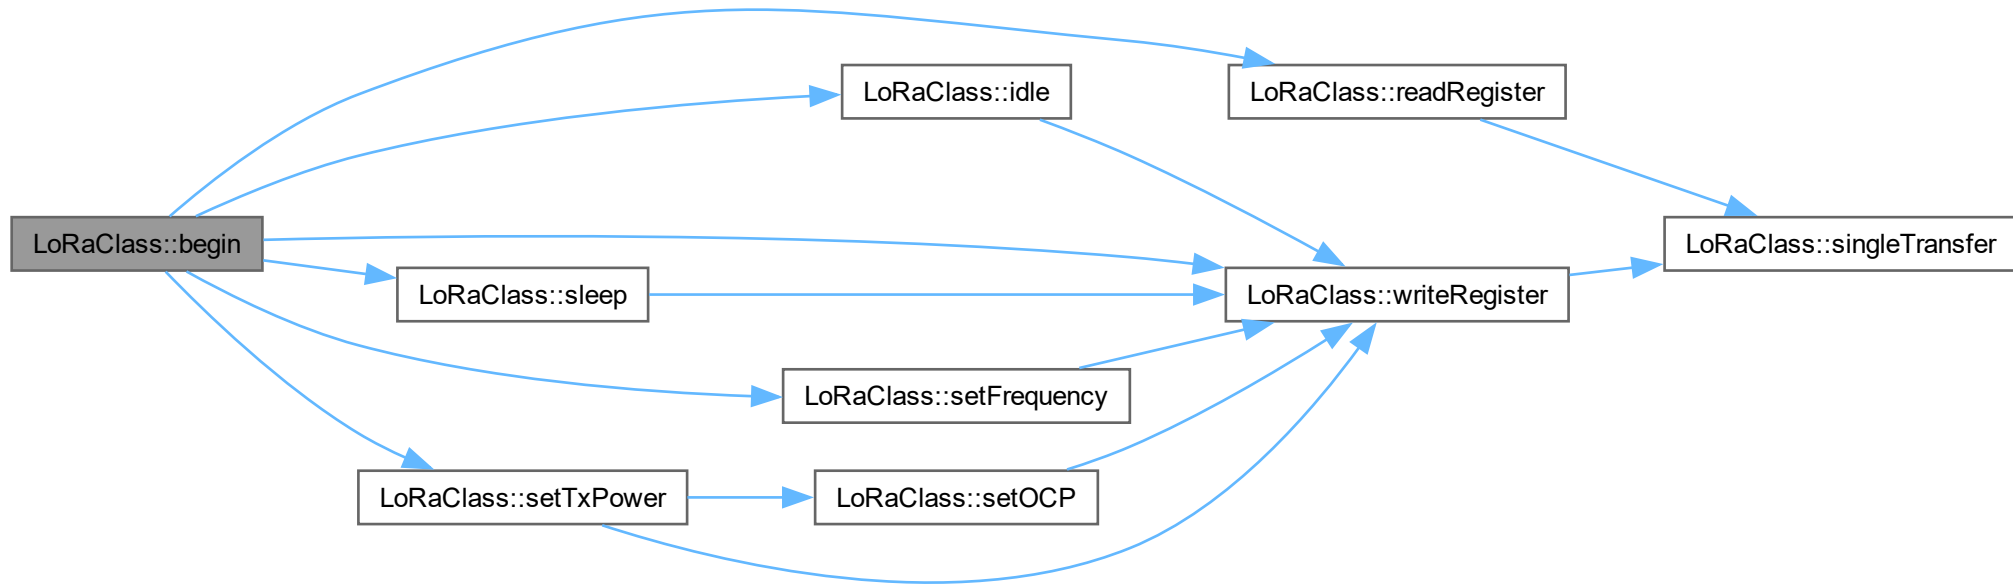 LoRaClass::begin
LoRaClass::idle
LoRaClass::readRegister
LoRaClass::singleTransfer
LoRaClass::sleep
LoRaClass::writeRegister
LoRaClass::setFrequency
LoRaClass::setTxPower
LoRaClass::setOCP